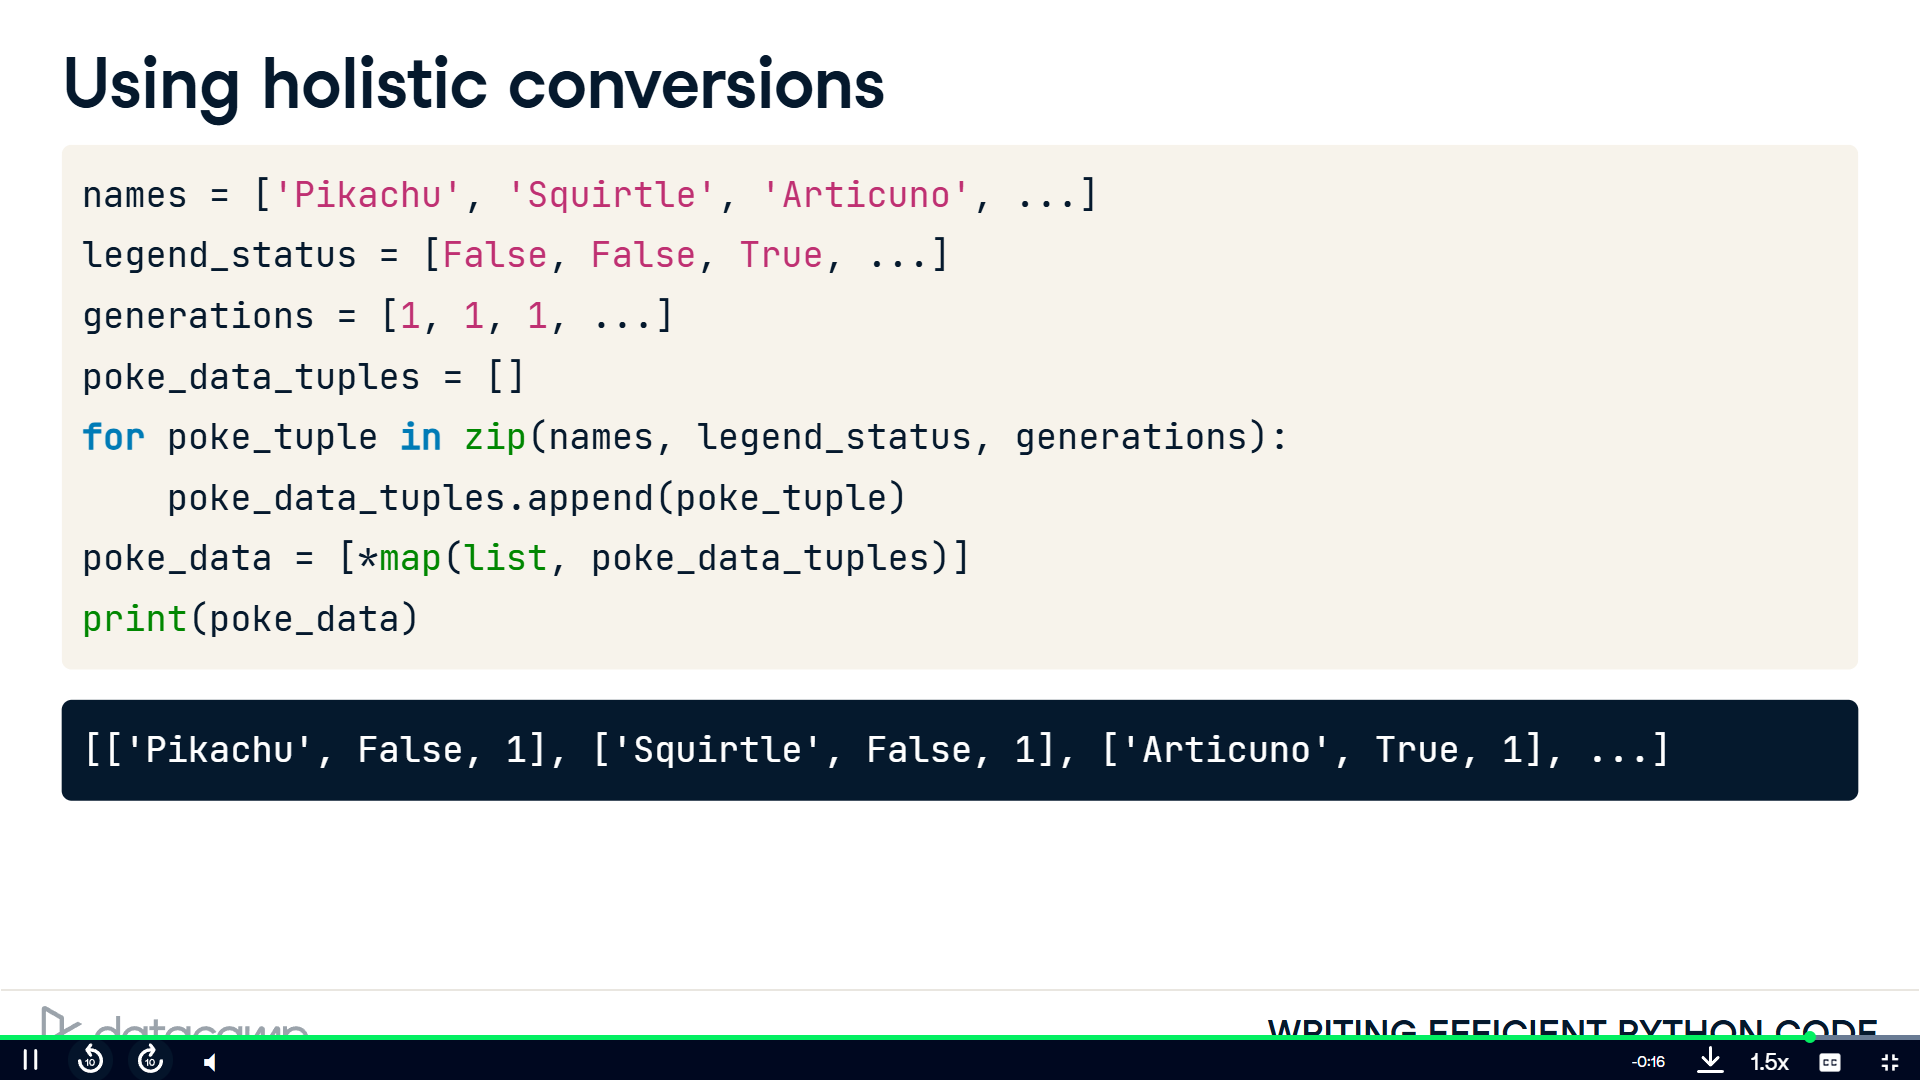 Using holistic conversions
names = ['Pikachu', 'Squirtle', 'Articuno', ...]
legend_status = [False, False, True, ...]
generations = [1, 1, 1, ...]
poke_data_tuples = []
for poke_tuple in zip(names, legend_status, generations):
    poke_data_tuples.append(poke_tuple)
poke_data = [*map(list, poke_data_tuples)]
print(poke_data)
[['Pikachu', False, 1], ['Squirtle', False, 1], ['Articuno', True, 1], ...]
datacamp
WRITING EFFICIENT PYTHON CODE
10
10
-0:16
1.5x
CC